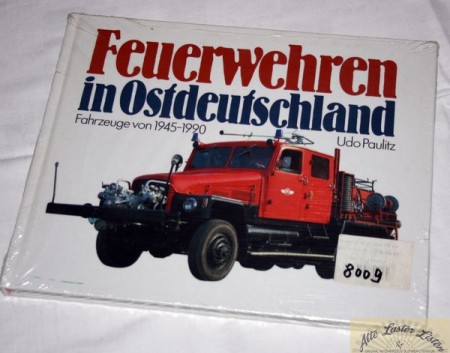 Feuerwehren
in Ostdeutschland
Fahrzeuge von 1945-1990
Udo Paulitz
8009
Alte Laster Listen